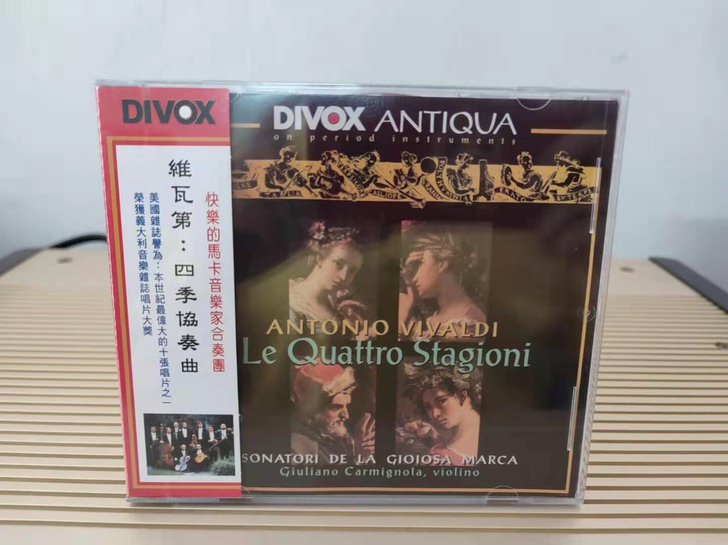 DIVOX
快樂的馬卡音樂家合奏團
維瓦第：四季協奏曲
美國雜誌譽為：本世紀最偉大的十張唱片之一
榮獲義大利音樂雜誌唱片大獎
DIVOX ANTIQUA
on period instruments
ANTONIO VIVALDI
Le Quattro Stagioni
SONATORI DE LA GIOIOSA MARCA
Giuliano Carmignola, violino